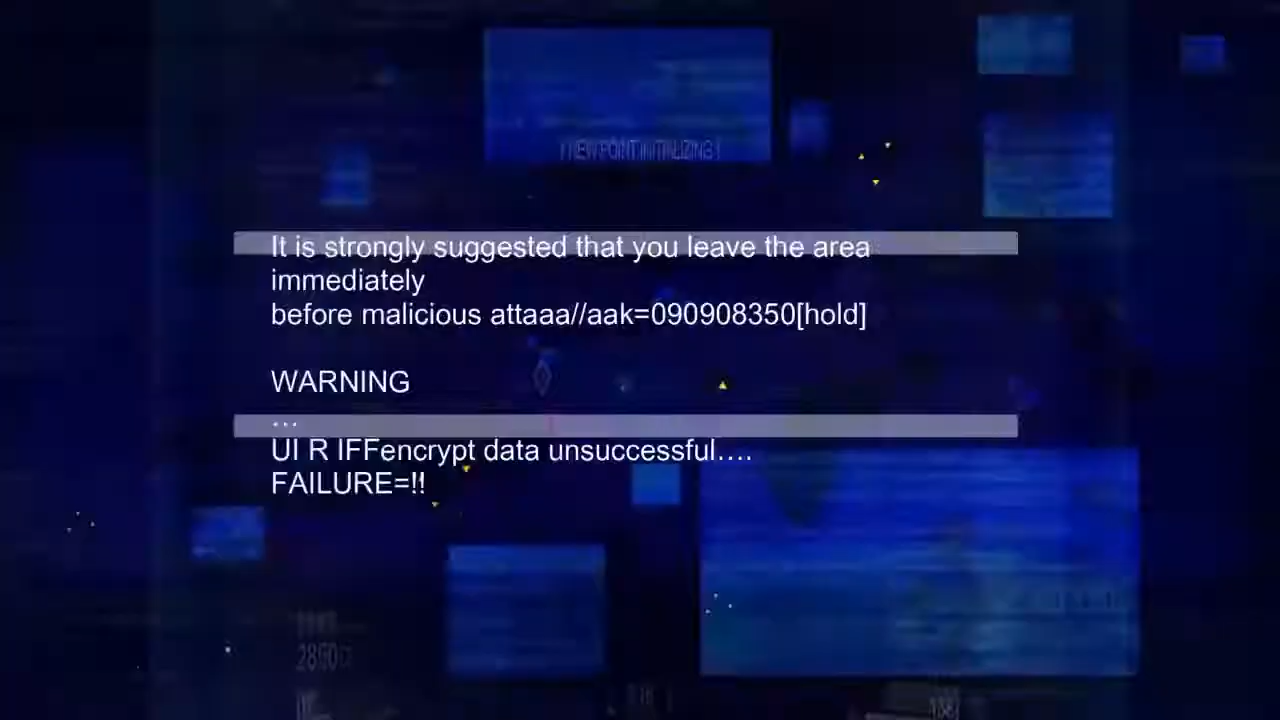 It is strongly suggested that you leave the area
immediately
before malicious attaaa//aak=090908350[hold]
WARNING
...
UI R IFFencrypt data unsuccessful....
FAILURE=!!